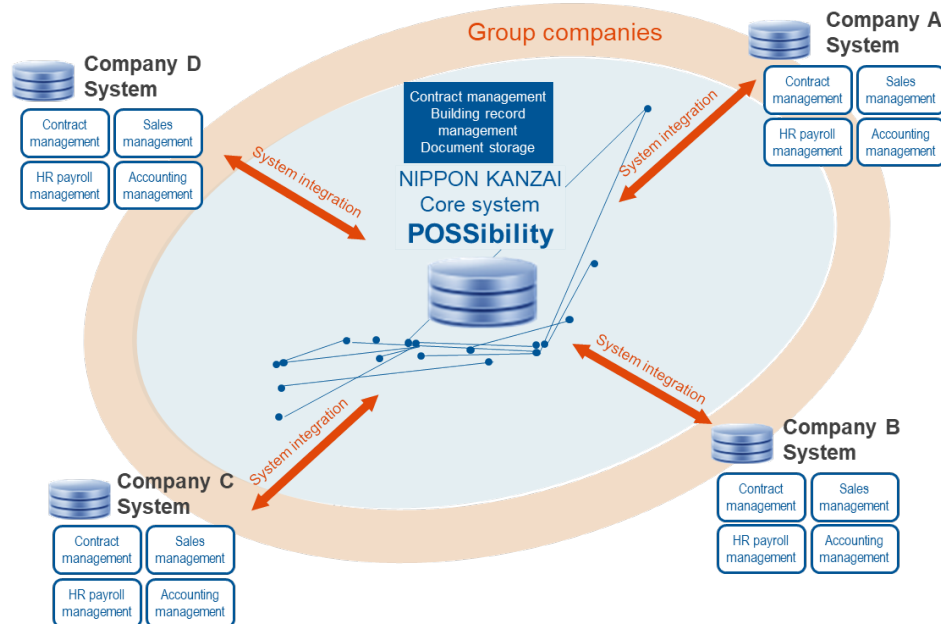 Group companies
Company A
System
Contract
management
Sales
management
HR payroll
management
Accounting
management
Company D
System
Contract
management
Sales
management
HR payroll
management
Accounting
management
Contract management
Building record
management
Document storage
NIPPON KANZAI
Core system
POSSibility
System integration
System integration
System integration
System integration
Company B
System
Contract
management
Sales
management
HR payroll
management
Accounting
management
Company C
System
Contract
management
Sales
management
HR payroll
management
Accounting
management